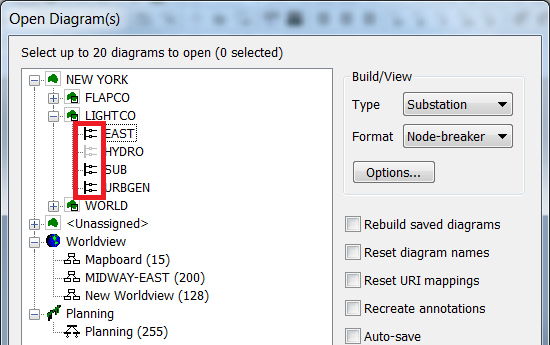 Open Diagram(s)
Select up to 20 diagrams to open (0 selected)
NEW YORK
FLAPCO
LIGHTCO
EAST
HYDRO
SUB
URBGEN
WORLD
<Unassigned>
Worldview
Mapboard (15)
MIDWAY-EAST (200)
New Worldview (128)
Planning
Planning (255)
Build/View
Type Substation
Format Node-breaker
Options...
Rebuild saved diagrams
Reset diagram names
Reset URI mappings
Recreate annotations
Auto-save